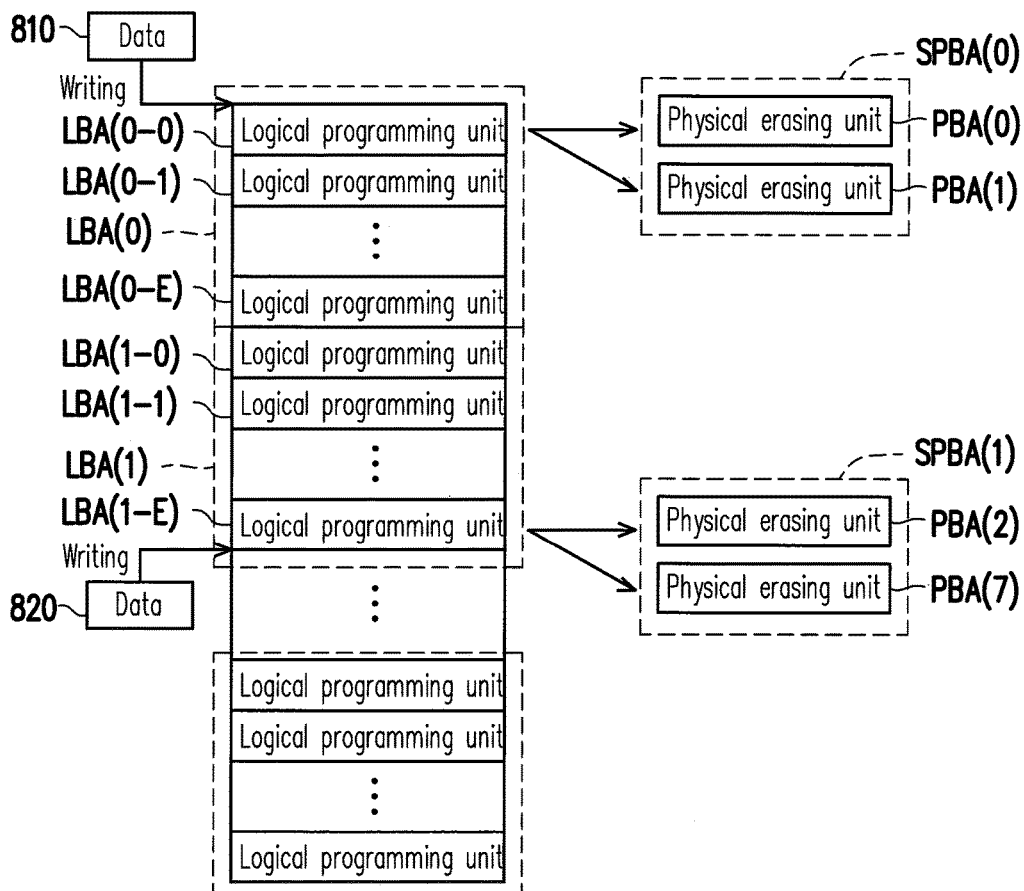 810
Data
SPBA(0)
Writing
LBA(0-0)
Logical programming unit
Physical erasing unit
PBA(0)
LBA(0-1)
Logical programming unit
Physical erasing unit
PBA(1)
LBA(0)
LBA(0-E)
Logical programming unit
LBA(1-0)
Logical programming unit
LBA(1-1)
Logical programming unit
SPBA(1)
LBA(1)
LBA(1-E)
Logical programming unit
Physical erasing unit
PBA(2)
Writing
820
Data
Physical erasing unit
PBA(7)
Logical programming unit
Logical programming unit
Logical programming unit